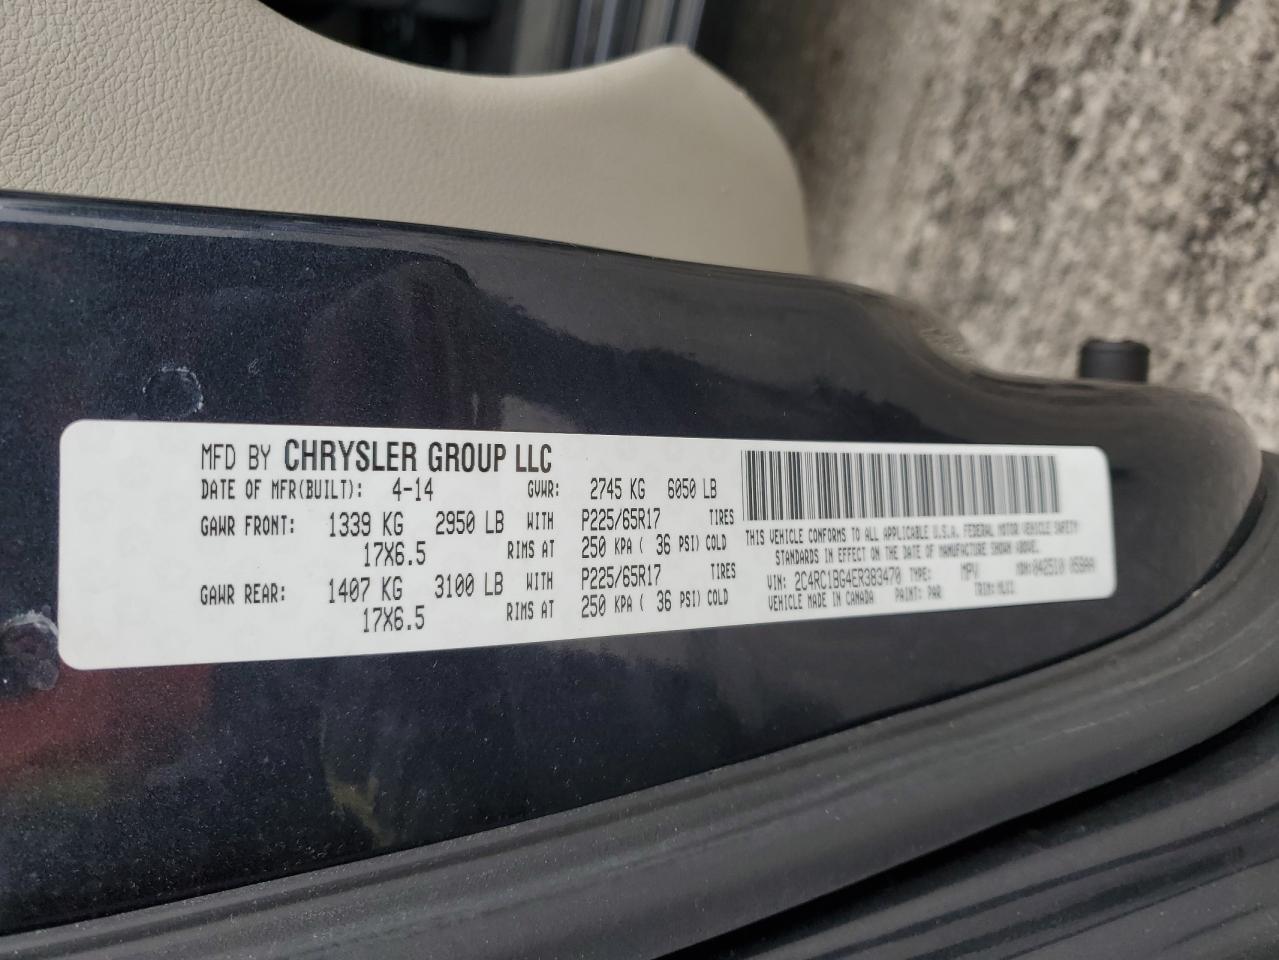 MFD BY CHRYSLER GROUP LLC
DATE OF MFR(BUILT): 4-14 GVWR: 2745 KG 6050 LB
GAWR FRONT: 1339 KG 2950 LB WITH P225/65R17 TIRES
17X6.5 RIMS AT 250 KPA ( 36 PSI) COLD
GAWR REAR: 1407 KG 3100 LB WITH P225/65R17 TIRES
17X6.5 RIMS AT 250 KPA ( 36 PSI) COLD
THIS VEHICLE CONFORMS TO ALL APPLICABLE U.S.A. FEDERAL MOTOR VEHICLE SAFETY
STANDARDS IN EFFECT ON THE DATE OF MANUFACTURE SHOWN ABOVE.
VIN: 2C4RC1BG4ER383470 TYPE: MPV MDH: 042510
VEHICLE MADE IN CANADA PAINT: PAR TRIM: